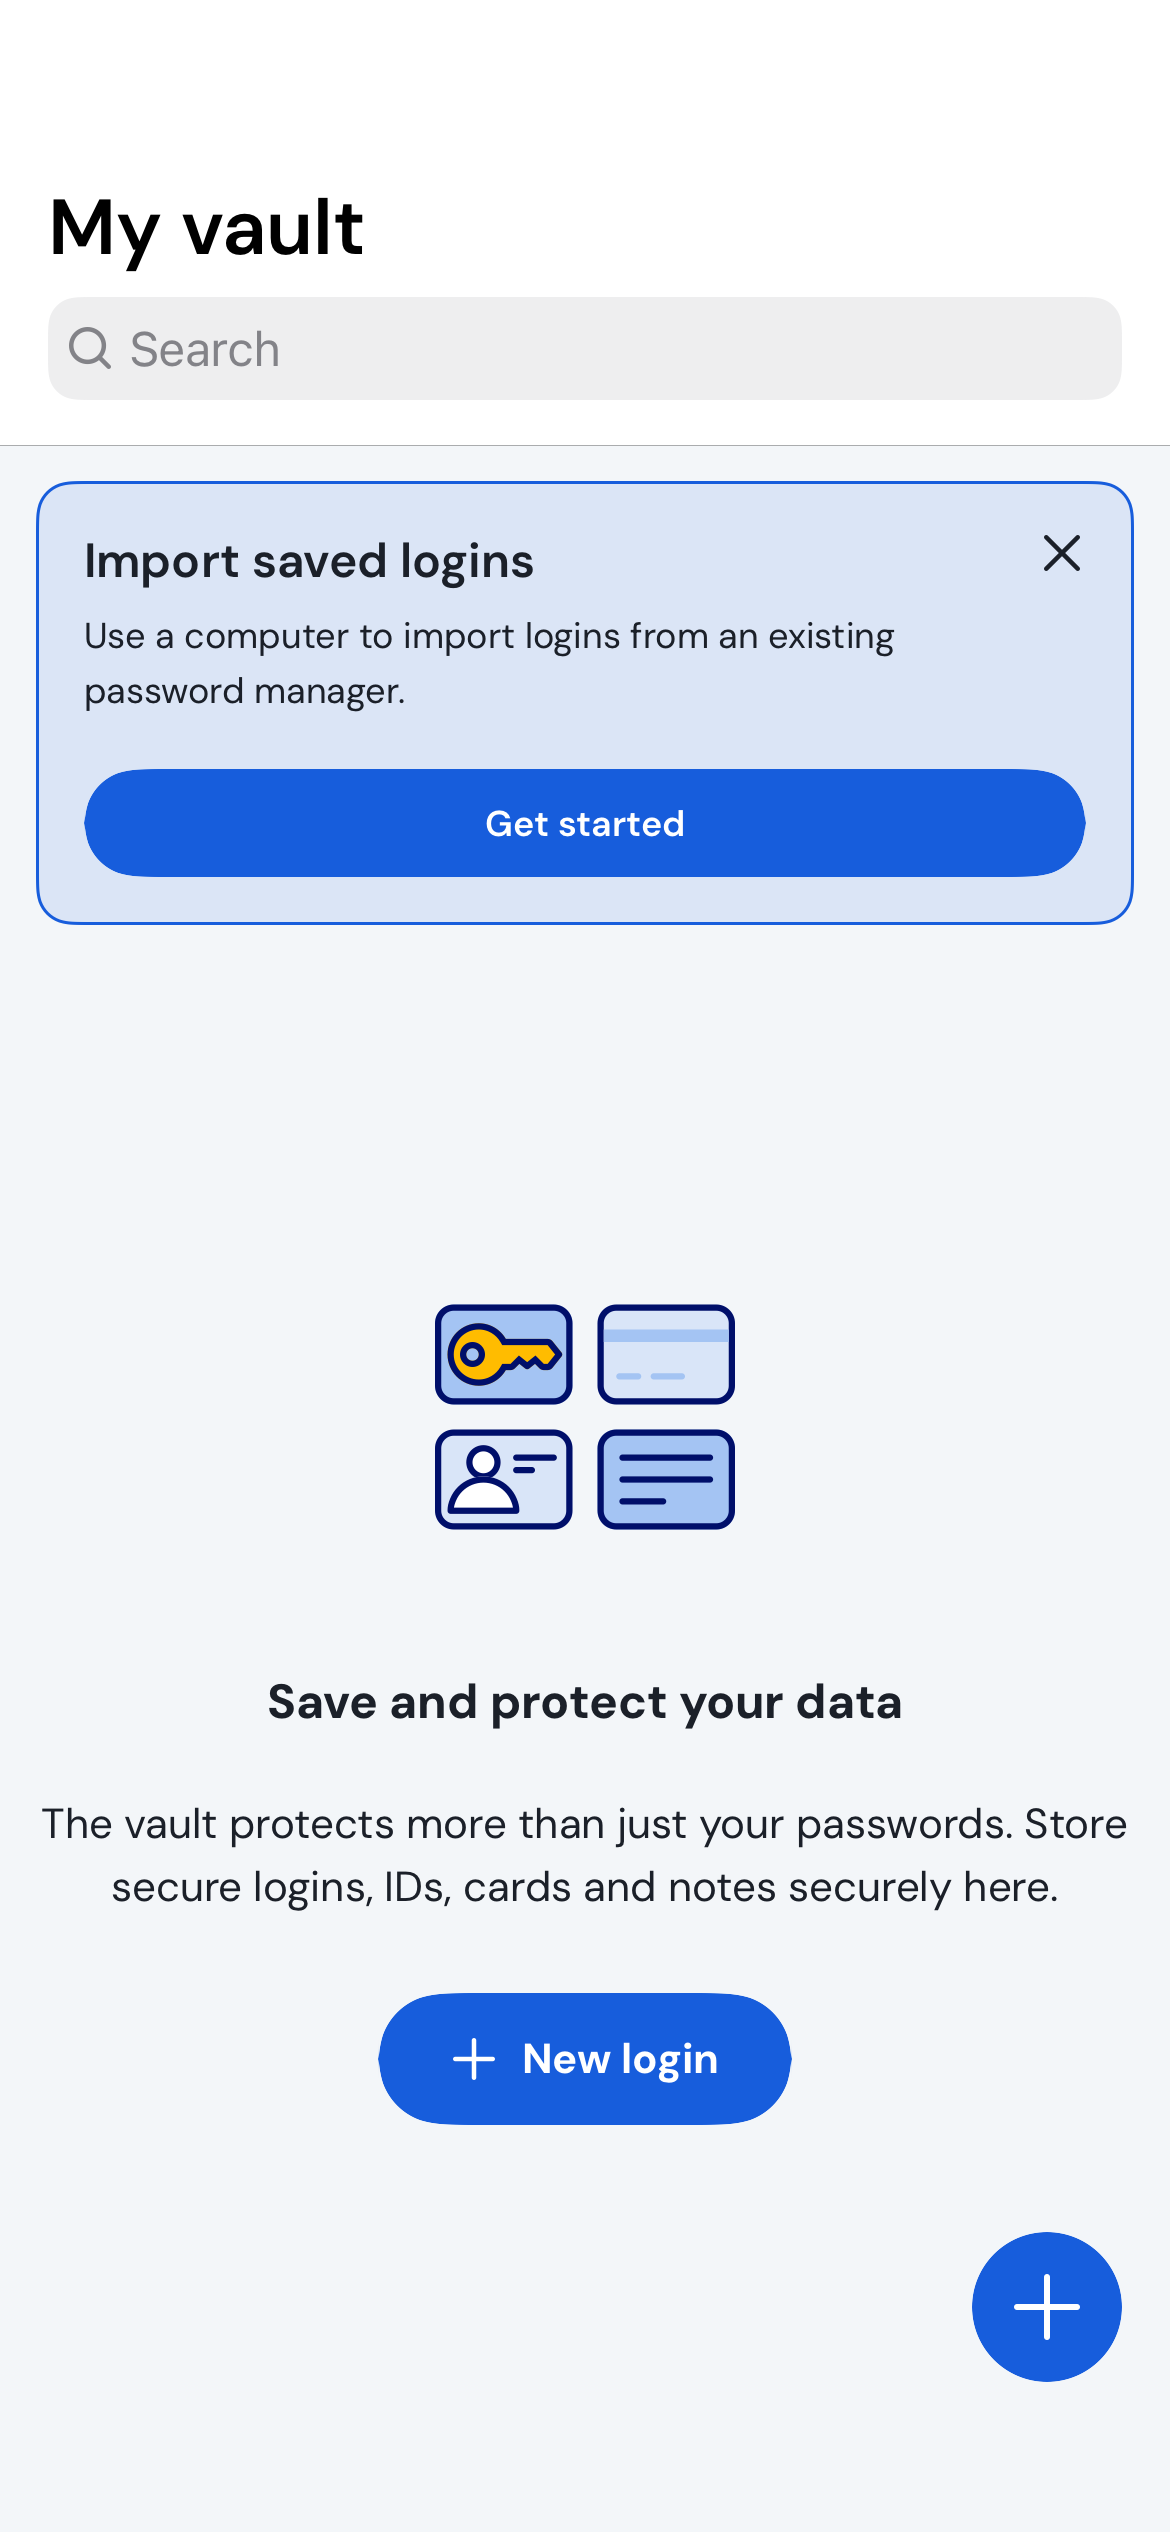 My vault
Search
Import saved logins
Use a computer to import logins from an existing
password manager.
Get started
Save and protect your data
The vault protects more than just your passwords. Store
secure logins, IDs, cards and notes securely here.
New login